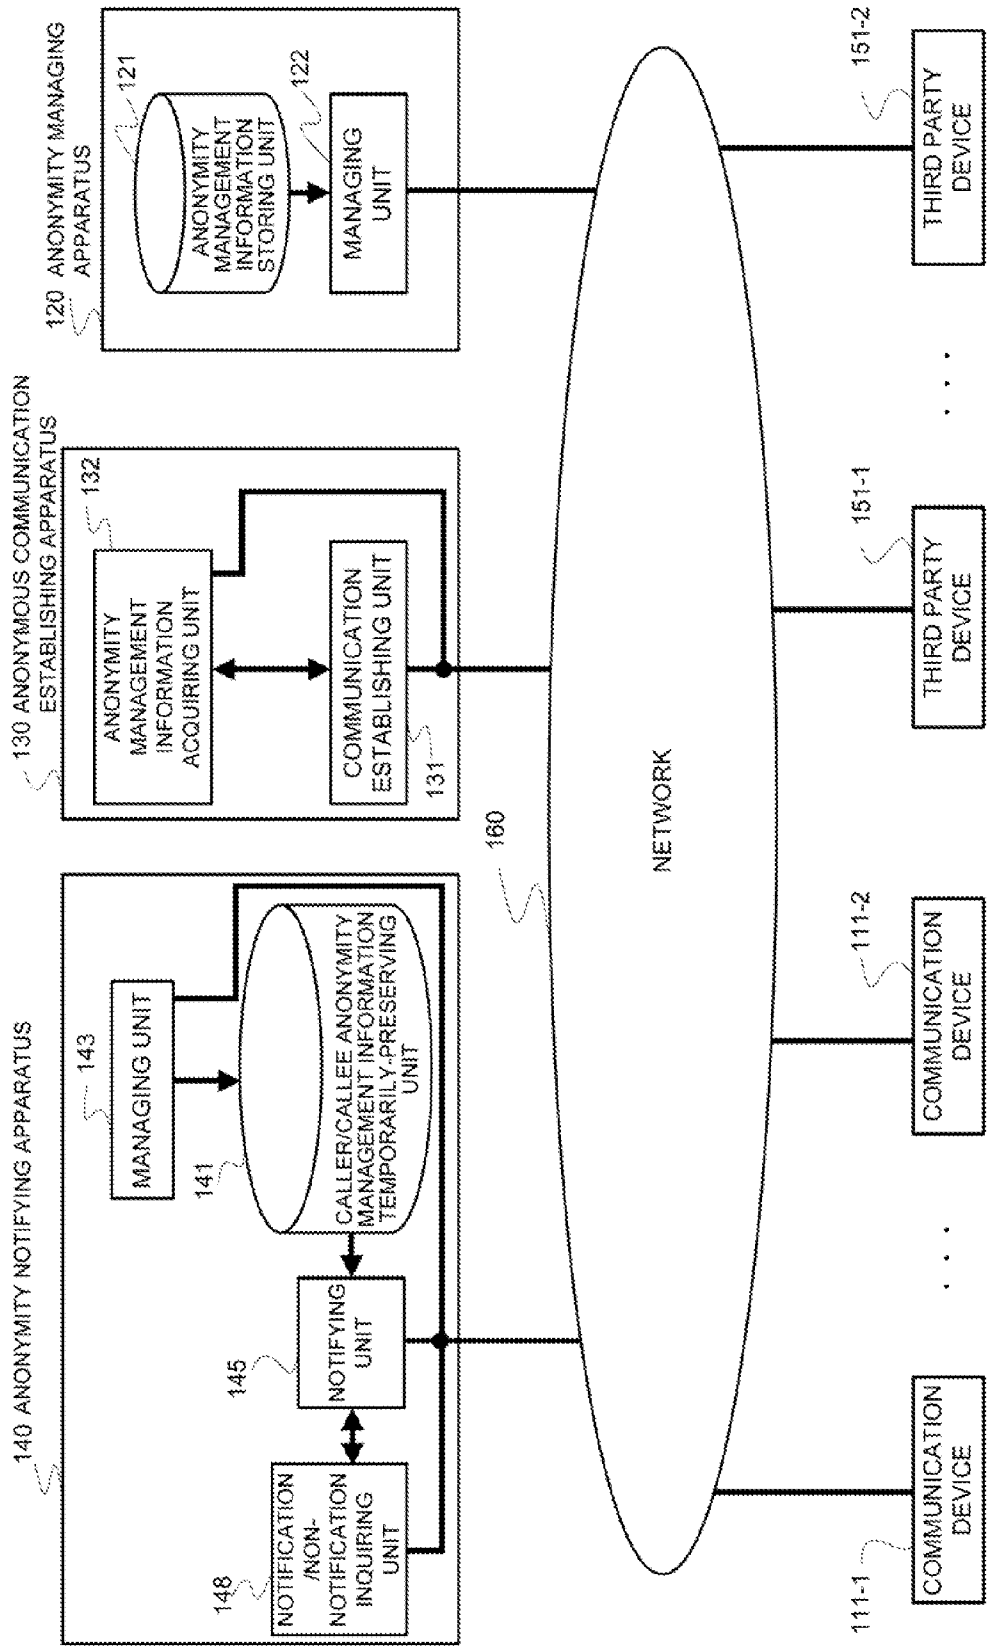 140 ANONYMITY NOTIFYING APPARATUS
143
MANAGING UNIT
141
CALLER/CALLEE ANONYMITY
MANAGEMENT INFORMATION
TEMPORARILY-PRESERVING
UNIT
145
NOTIFYING
UNIT
148
NOTIFICATION
/NON-
NOTIFICATION
INQUIRING
UNIT
130 ANONYMOUS COMMUNICATION
ESTABLISHING APPARATUS
132
ANONYMITY
MANAGEMENT
INFORMATION
ACQUIRING UNIT
COMMUNICATION
ESTABLISHING UNIT
131
120 ANONYMITY MANAGING
APPARATUS
121
ANONYMITY
MANAGEMENT
INFORMATION
STORING UNIT
122
MANAGING
UNIT
160
NETWORK
111-1
COMMUNICATION
DEVICE
. . .
111-2
COMMUNICATION
DEVICE
151-1
THIRD PARTY
DEVICE
. . .
151-2
THIRD PARTY
DEVICE